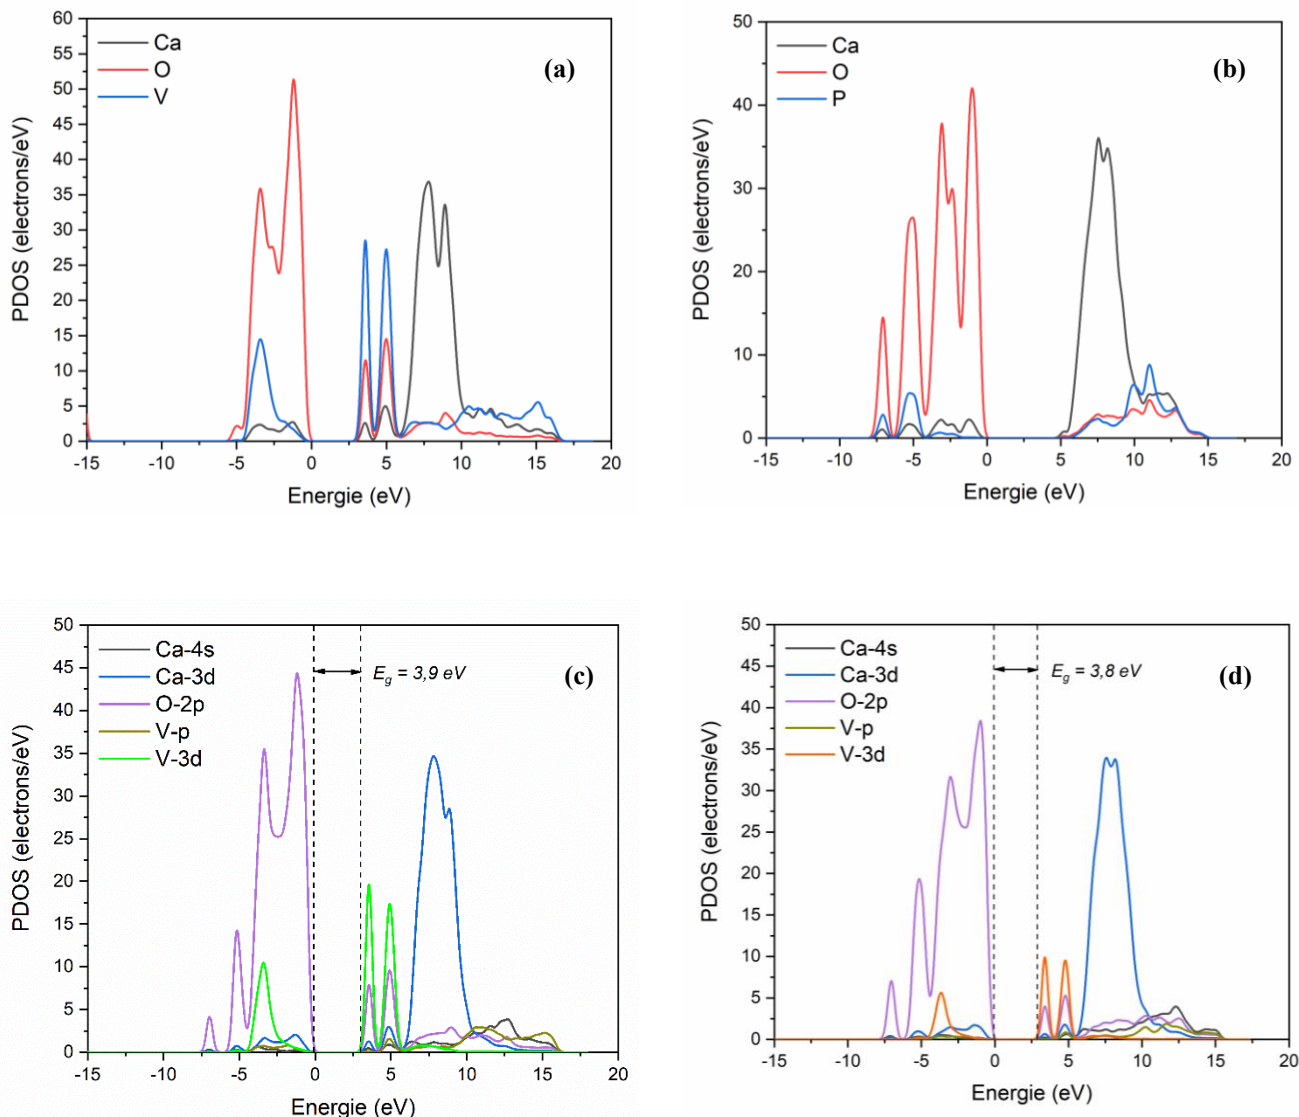 60
55
50
45
40
35
30
25
20
15
10
5
0
PDOS (electrons/eV)
Ca
O
V
(a)
-15 -10 -5 0 5 10 15 20
Energie (eV)
50
40
30
20
10
0
PDOS (electrons/eV)
Ca
O
P
(b)
-15 -10 -5 0 5 10 15 20
Energie (eV)
50
45
40
35
30
25
20
15
10
5
0
PDOS (electrons/eV)
Ca-4s
Ca-3d
O-2p
V-p
V-3d
Eg = 3,9 eV
(c)
-15 -10 -5 0 5 10 15 20
Energie (eV)
50
45
40
35
30
25
20
15
10
5
0
PDOS (electrons/eV)
Ca-4s
Ca-3d
O-2p
V-p
V-3d
Eg = 3,8 eV
(d)
-15 -10 -5 0 5 10 15 20
Energie (eV)